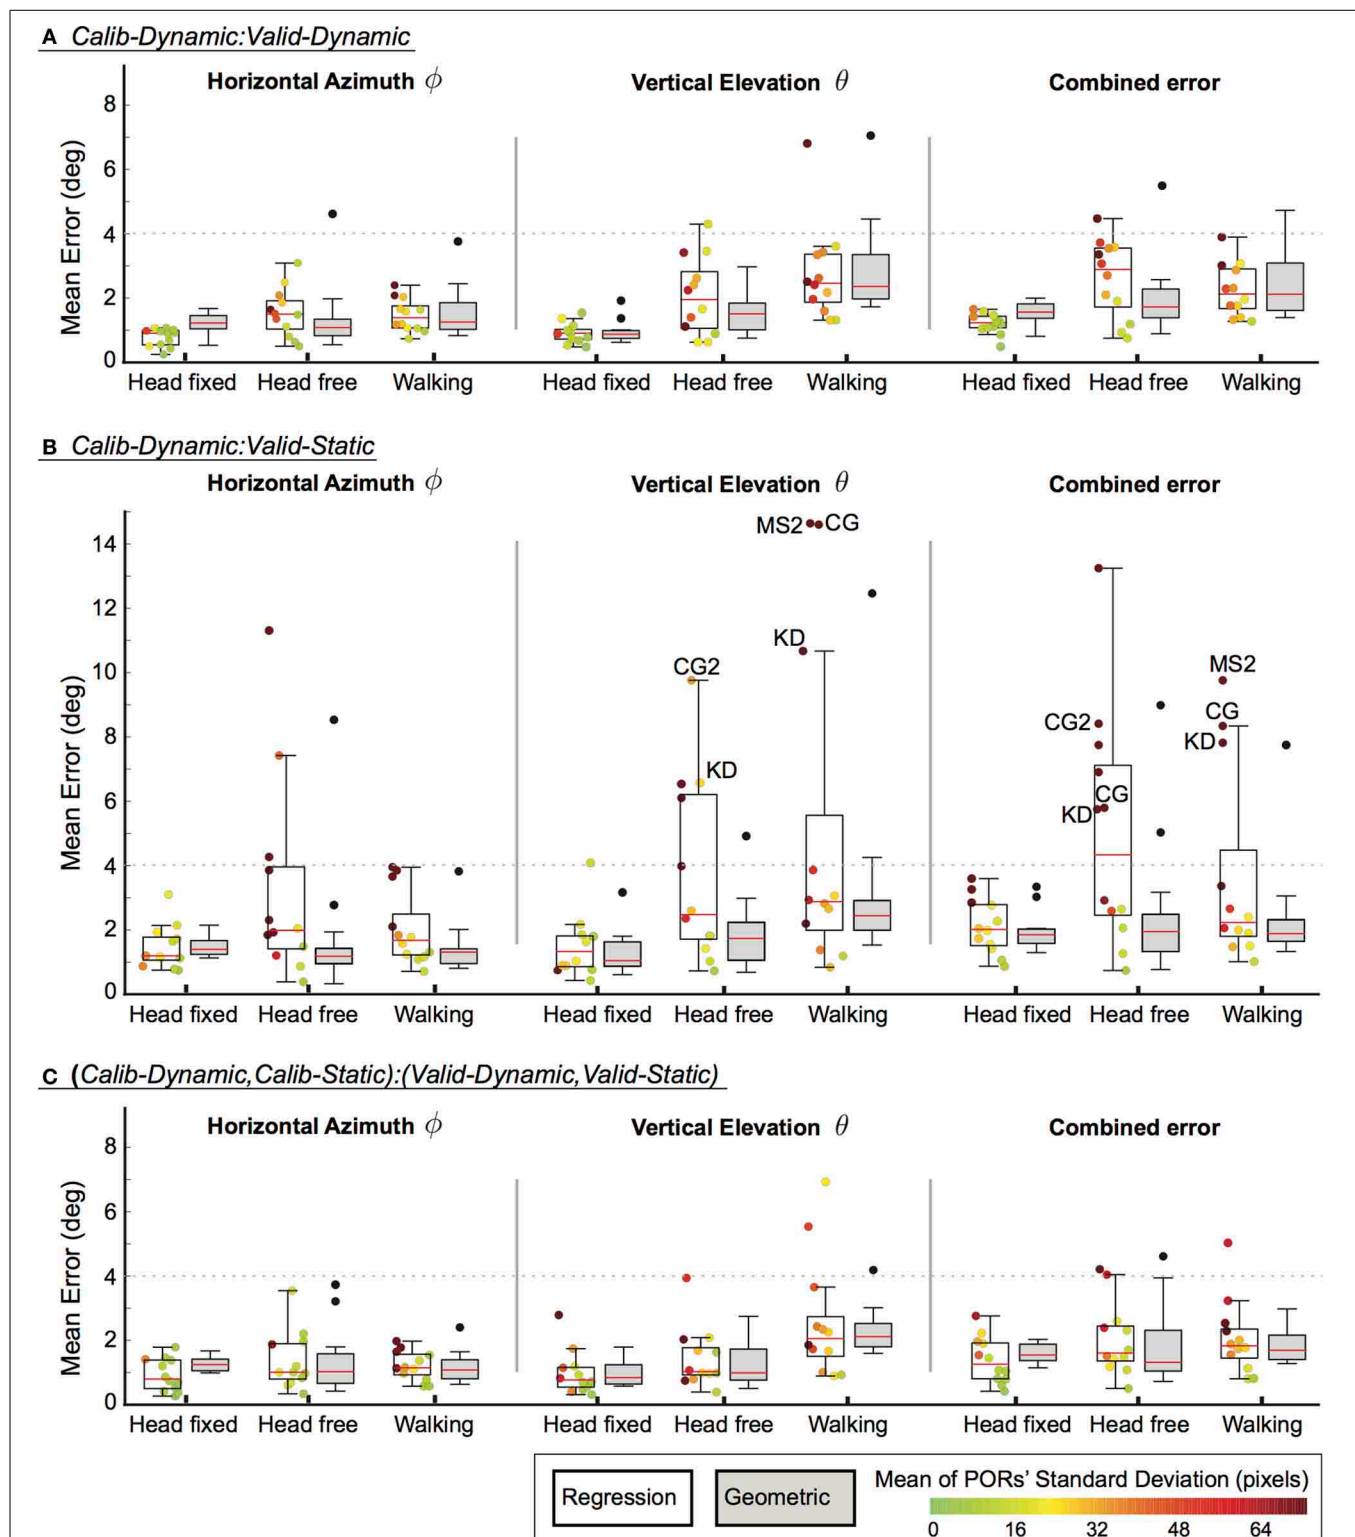 A Calib-Dynamic:Valid-Dynamic
Horizontal Azimuth ϕ
Vertical Elevation θ
Combined error
Mean Error (deg)
8
6
4
2
0
Head fixed Head free Walking Head fixed Head free Walking Head fixed Head free Walking
B Calib-Dynamic:Valid-Static
Horizontal Azimuth ϕ
Vertical Elevation θ
Combined error
Mean Error (deg)
14
12
10
8
6
4
2
0
MS2 CG
KD
CG2
KD
MS2
CG
KD
CG2
CG
KD
Head fixed Head free Walking Head fixed Head free Walking Head fixed Head free Walking
C (Calib-Dynamic,Calib-Static):(Valid-Dynamic,Valid-Static)
Horizontal Azimuth ϕ
Vertical Elevation θ
Combined error
Mean Error (deg)
8
6
4
2
0
Head fixed Head free Walking Head fixed Head free Walking Head fixed Head free Walking
Regression
Geometric
Mean of PORs' Standard Deviation (pixels)
0 16 32 48 64